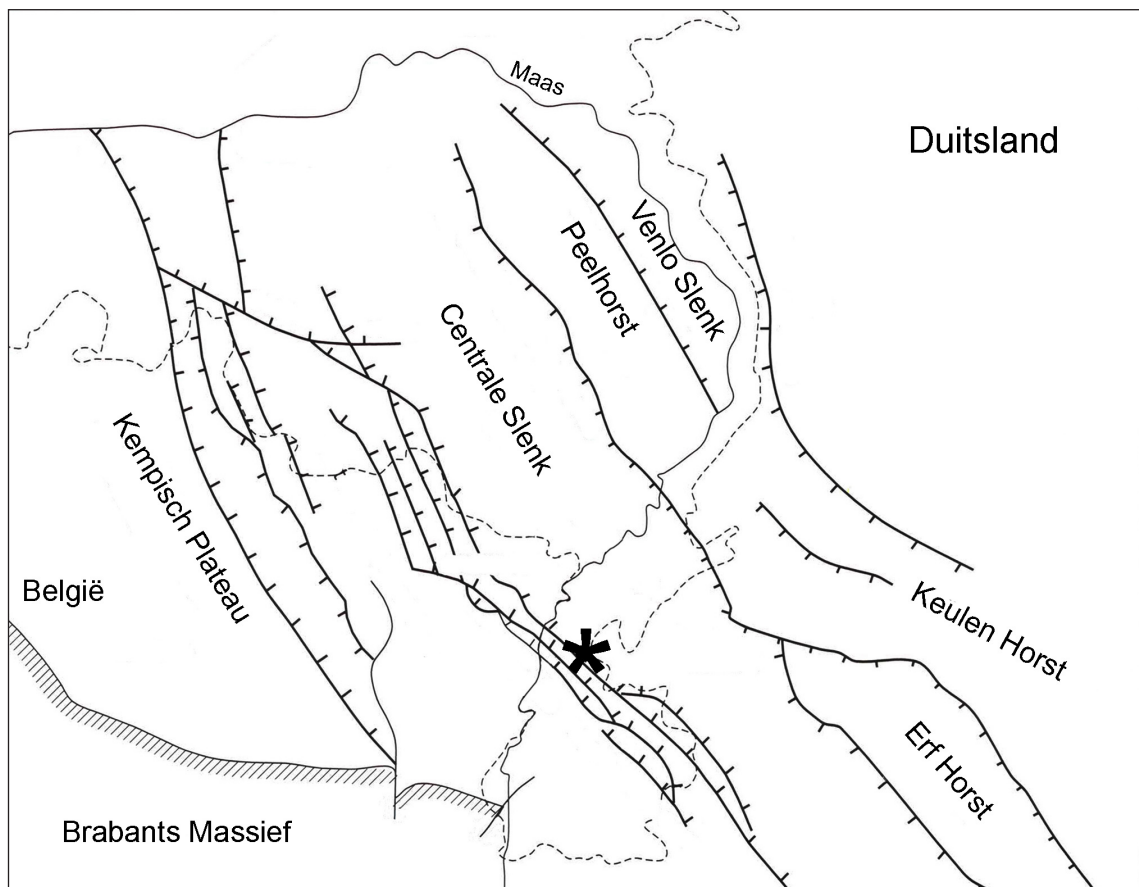 Maas
Duitsland
Venlo Slenk
Peelhorst
Centrale Slenk
Kempisch Plateau
België
Keulen Horst
Erf Horst
Brabants Massief